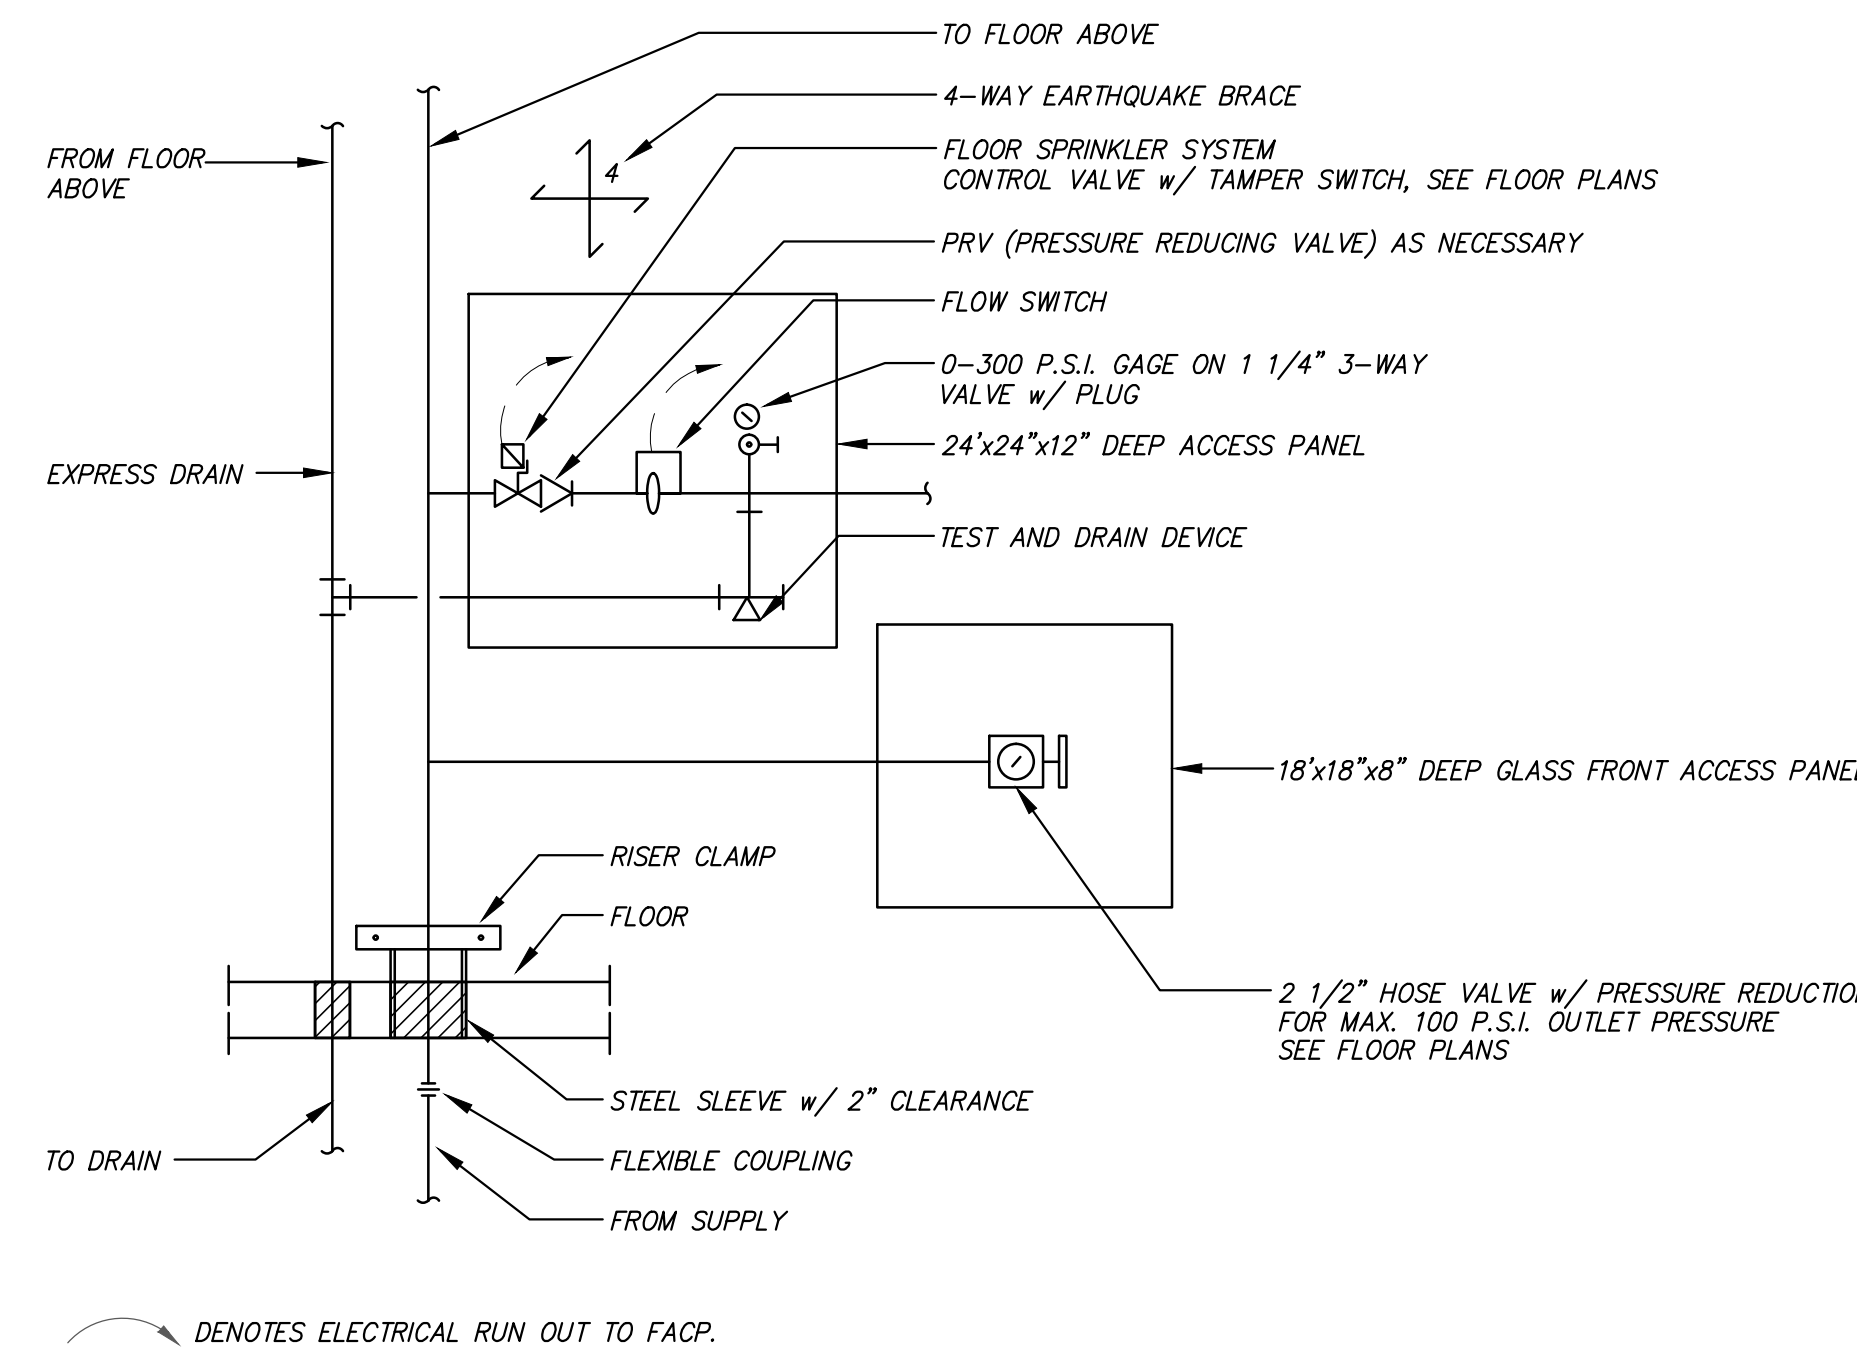 TO FLOOR ABOVE
4-WAY EARTHQUAKE BRACE
FROM FLOOR
ABOVE
4
FLOOR SPRINKLER SYSTEM
CONTROL VALVE w/ TAMPER SWITCH, SEE FLOOR PLANS
PRV (PRESSURE REDUCING VALVE) AS NECESSARY
FLOW SWITCH
0-300 P.S.I. GAGE ON 1 1/4" 3-WAY
VALVE w/ PLUG
24'x24"x12" DEEP ACCESS PANEL
EXPRESS DRAIN
TEST AND DRAIN DEVICE
18'x18"x8" DEEP GLASS FRONT ACCESS PANE
RISER CLAMP
FLOOR
2 1/2" HOSE VALVE w/ PRESSURE REDUCTIO
FOR MAX. 100 P.S.I. OUTLET PRESSURE
SEE FLOOR PLANS
STEEL SLEEVE w/ 2" CLEARANCE
TO DRAIN
FLEXIBLE COUPLING
FROM SUPPLY
DENOTES ELECTRICAL RUN OUT TO FACP.